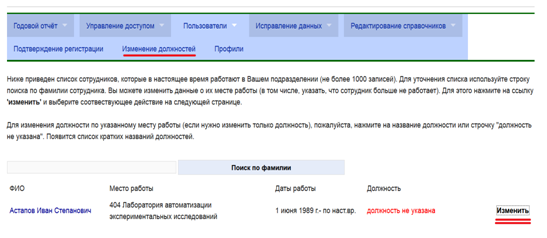 Годовой отчёт Управление доступом Пользователи Исправление данных Редактирование справочников
Подтверждение регистрации Изменение должностей Профили
Ниже приведен список сотрудников, которые в настоящее время работают в Вашем подразделении (не более 1000 записей). Для уточнения списка используйте строку
поиска по фамилии сотрудника. Вы можете изменить данные о их месте работы (в том числе, указать, что сотрудник больше не работает). Для этого нажмите на ссылку
'изменить' и выберите соответствующее действие на следующей странице.
Для изменения должности по указанному месту работы (если нужно изменить только должность), пожалуйста, нажмите на название должности или строчку "должность
не указана". Появится список кратких названий должностей.
Поиск по фамилии
ФИО Место работы Даты работы Должность
Астапов Иван Степанович 404 Лаборатория автоматизации экспериментальных исследований 1 июня 1989 г.- по наст.вр. должность не указана Изменить